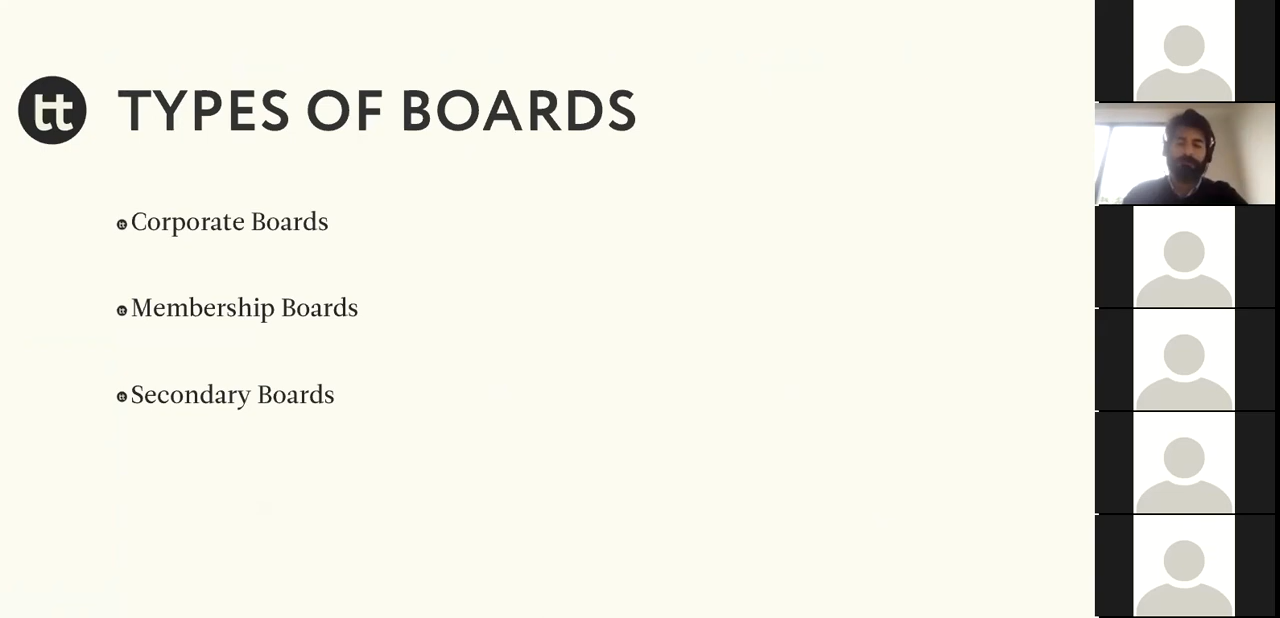 tt TYPES OF BOARDS
Corporate Boards
Membership Boards
Secondary Boards